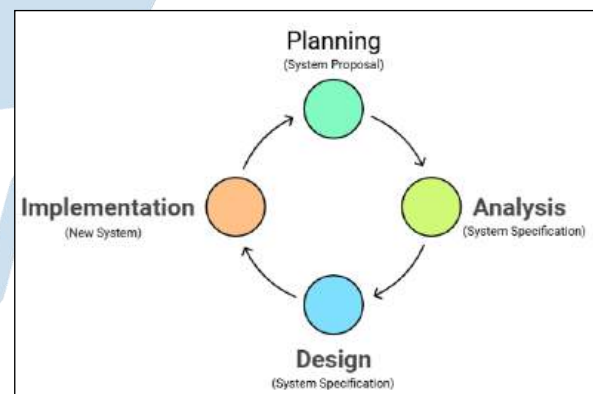 Planning
(System Proposal)
Implementation
(New System)
Analysis
(System Specification)
Design
(System Specification)